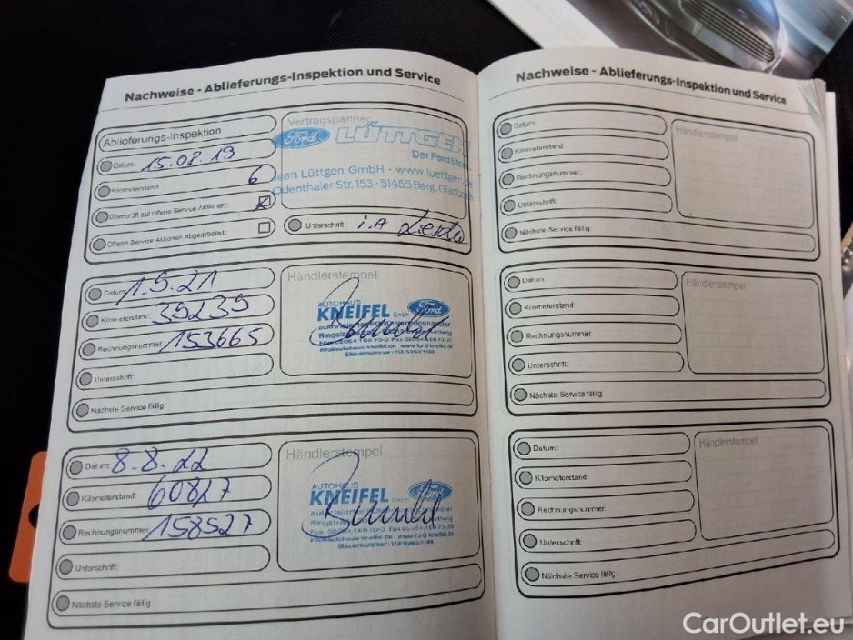 Nachweise - Ablieferungs-Inspektion und Service
Ablieferungs-Inspektion
Datum: 15.08.19
Kilometerstand: 6
Überprüft auf offene Service Aktionen:
Offene Service Aktionen abgearbeitet:
Vertragspartner
Ford LÜTTGEN
Der FordStore
sen Lüttgen GmbH · www.luettgen.de
Odenthaler Str. 153 · 51465 Berg. Gladbach
Unterschrift: i.A
Datum: 1.5.21
Kilometerstand: 39239
Rechnungsnummer: 153665
Unterschrift:
Nächste Service fällig:
Händlerstempel
AUTOHAUS
KNEIFEL
Ford
Datum: 8.8.22
Kilometerstand: 60827
Rechnungsnummer: 158527
Unterschrift:
Nächste Service fällig
Händlerstempel
AUTOHAUS
KNEIFEL
Ford
Nachweise - Ablieferungs-Inspektion und Service
Datum:
Kilometerstand:
Rechnungsnummer:
Unterschrift:
Nächste Service fällig:
Händlerstempel
Datum:
Kilometerstand:
Rechnungsnummer:
Unterschrift:
Nächste Service fällig:
Händlerstempel
Datum:
Kilometerstand:
Rechnungsnummer:
Unterschrift:
Nächste Service fällig:
Händlerstempel
CarOutlet.eu